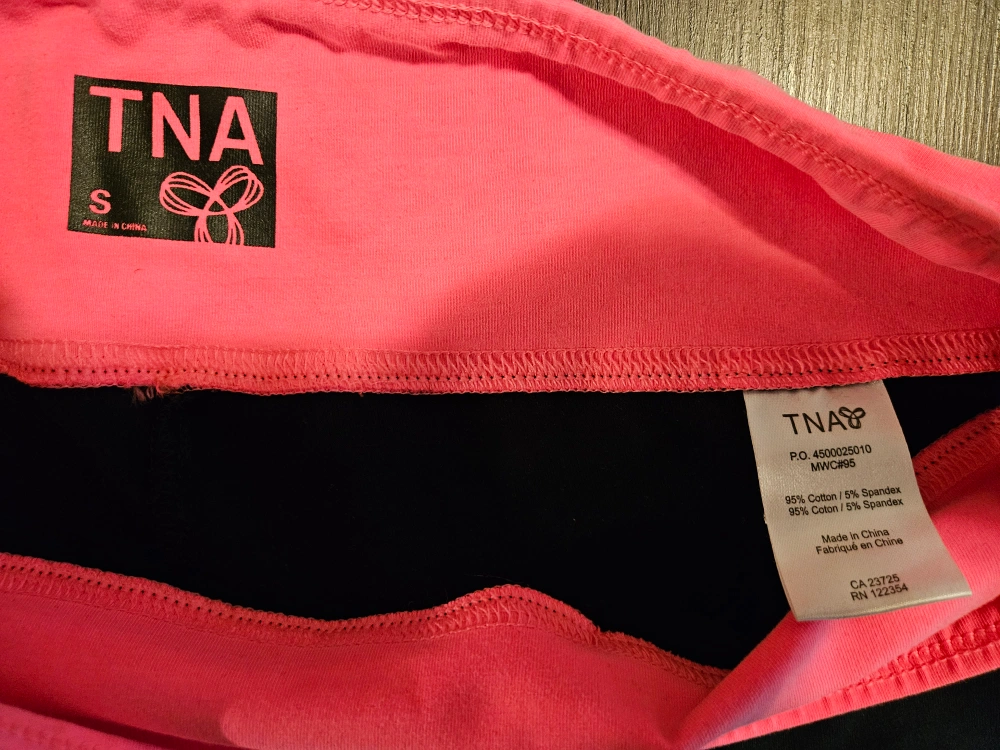 TNA
S
MADE IN CHINA
TNA
P.O. 4500025010
MWC#95
95% Cotton / 5% Spandex
95% Coton / 5% Spandex
Made in China
Fabriqué en Chine
CA 23725
RN 122354